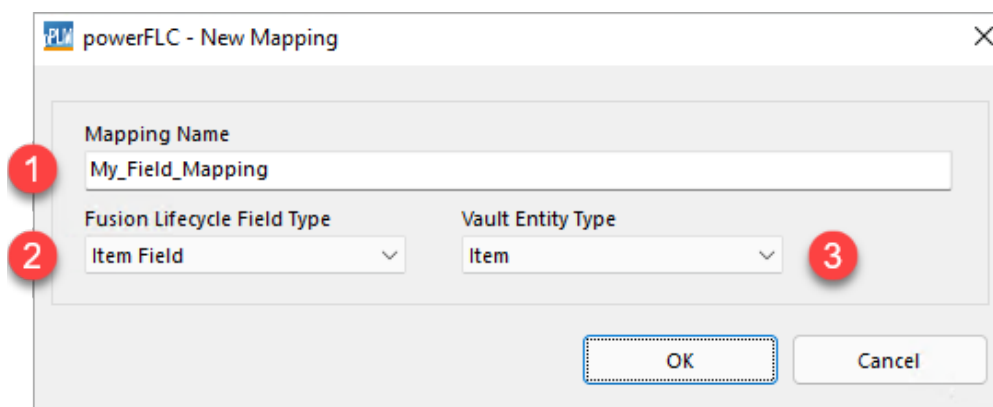 PLM powerFLC - New Mapping
Mapping Name
1 My_Field_Mapping
Fusion Lifecycle Field Type Vault Entity Type
2 Item Field Item 3
OK Cancel